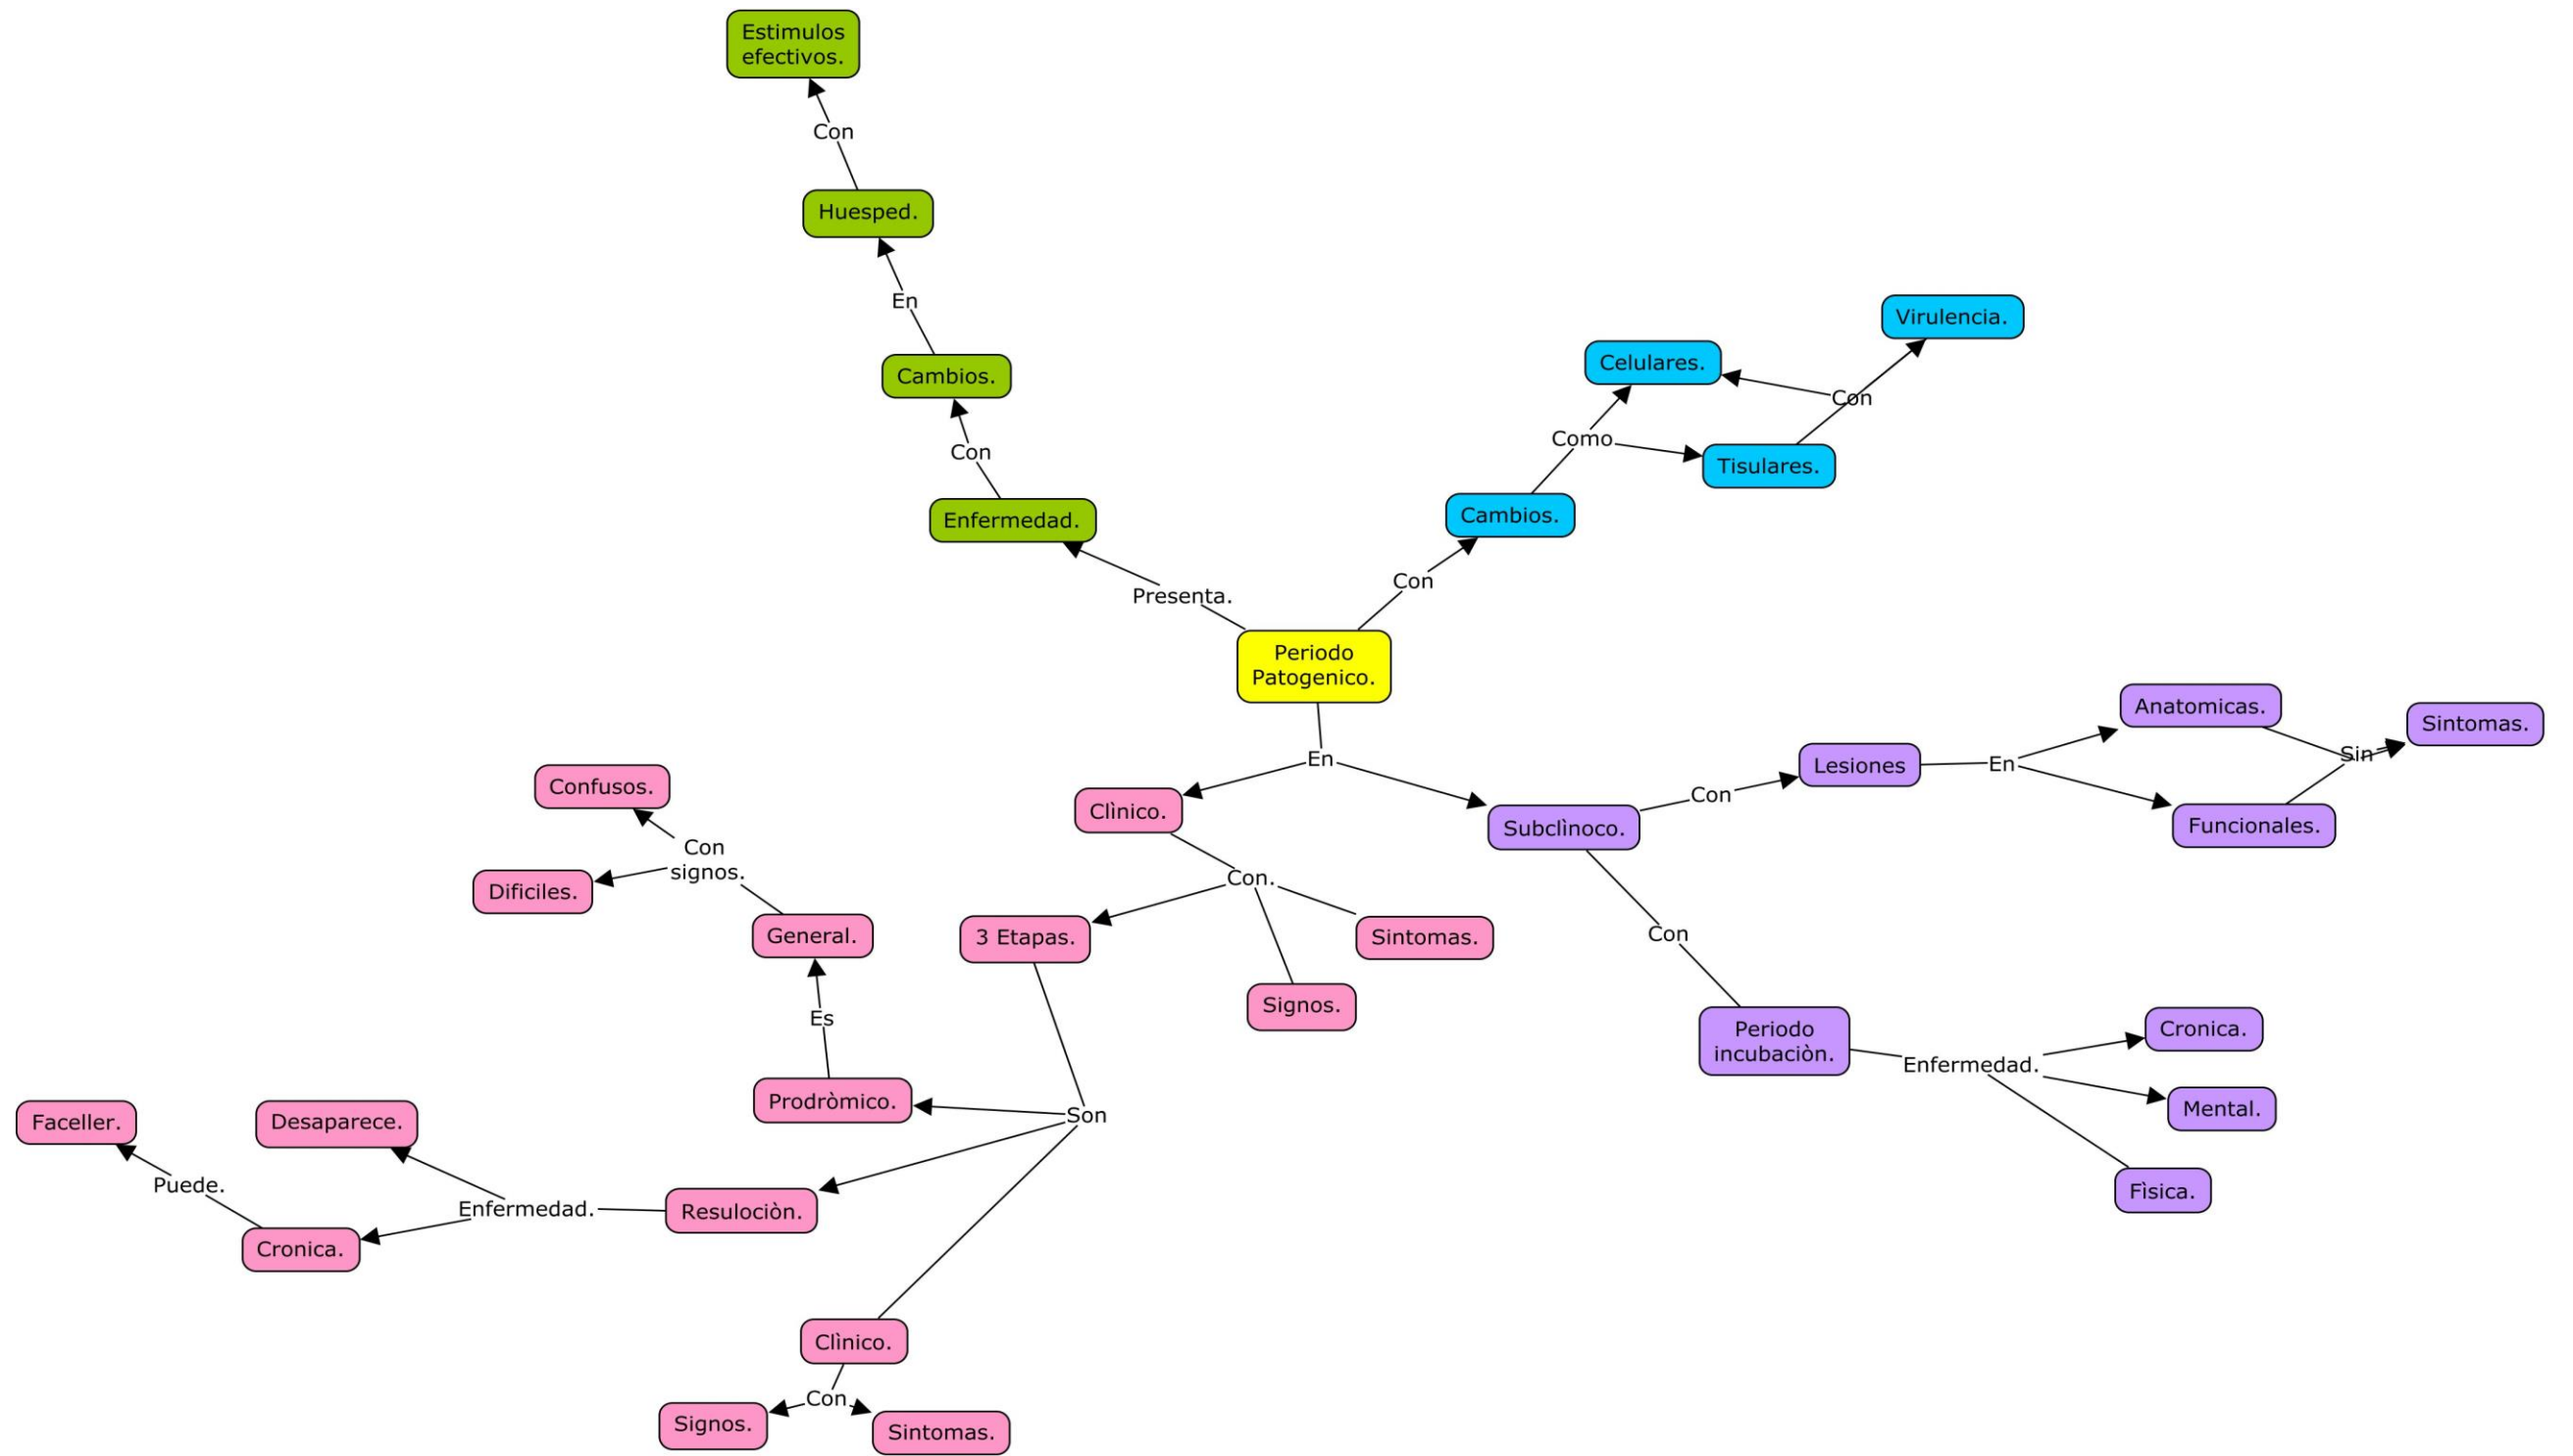 Estimulos
efectivos.
Con
Huesped.
En
Cambios.
Con
Enfermedad.
Presenta.
Virulencia.
Celulares.
Con
Como
Tisulares.
Cambios.
Con
Periodo
Patogenico.
En
Clìnico.
Subclìnoco.
Con
Lesiones
En
Anatomicas.
Funcionales.
Sin
Sintomas.
Con
Periodo
incubaciòn.
Enfermedad.
Cronica.
Mental.
Fìsica.
Con.
3 Etapas.
Sintomas.
Signos.
Son
Prodròmico.
Es
General.
Con
signos.
Confusos.
Dificiles.
Resulociòn.
Enfermedad.
Desaparece.
Cronica.
Puede.
Faceller.
Clìnico.
Con
Signos.
Sintomas.